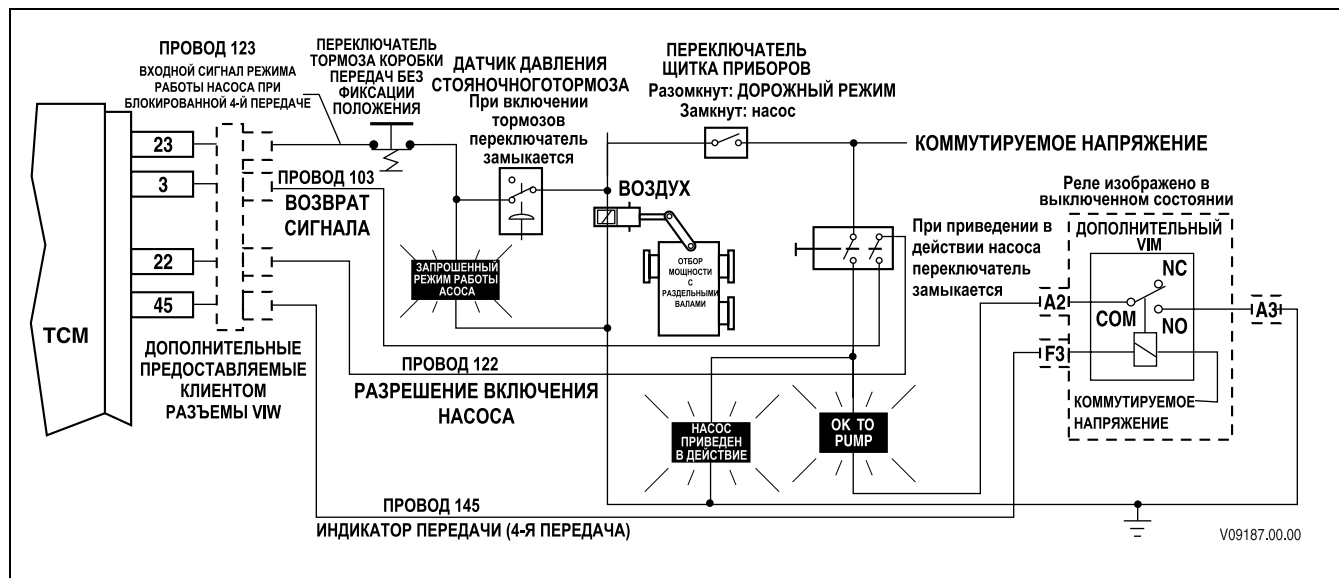 ПРОВОД 123
ВХОДНОЙ СИГНАЛ РЕЖИМА
РАБОТЫ НАСОСА ПРИ
БЛОКИРОВАННОЙ 4-Й ПЕРЕДАЧЕ
ПЕРЕКЛЮЧАТЕЛЬ
ТОРМОЗА КОРОБКИ
ПЕРЕДАЧ БЕЗ
ФИКСАЦИИ
ПОЛОЖЕНИЯ
ДАТЧИК ДАВЛЕНИЯ
СТОЯНОЧНОГОТОРМОЗА
При включении
тормозов
переключатель
замыкается
ПЕРЕКЛЮЧАТЕЛЬ
ЩИТКА ПРИБОРОВ
Разомкнут: ДОРОЖНЫЙ РЕЖИМ
Замкнут: насос
КОММУТИРУЕМОЕ НАПРЯЖЕНИЕ
23
3
22
45
TCM
ПРОВОД 103
ВОЗВРАТ
СИГНАЛА
ВОЗДУХ
ОТБОР
МОЩНОСТИ
С
РАЗДЕЛЬНЫМИ
ВАЛАМИ
ЗАПРОШЕННЫЙ
РЕЖИМ РАБОТЫ
АСОСА
При приведении в
действии насоса
переключатель
замыкается
Реле изображено в
выключенном состоянии
ДОПОЛНИТЕЛЬНЫЙ
VIM
NC
COM
NO
A2
A3
F3
КОММУТИРУЕМОЕ
НАПРЯЖЕНИЕ
ДОПОЛНИТЕЛЬНЫЕ
ПРЕДОСТАВЛЯЕМЫЕ
КЛИЕНТОМ
РАЗЪЕМЫ VIW
ПРОВОД 122
РАЗРЕШЕНИЕ ВКЛЮЧЕНИЯ
НАСОСА
НАСОС
ПРИВЕДЕН
В ДЕЙСТВИЕ
OK TO
PUMP
ПРОВОД 145
ИНДИКАТОР ПЕРЕДАЧИ (4-Я ПЕРЕДАЧА)
V09187.00.00